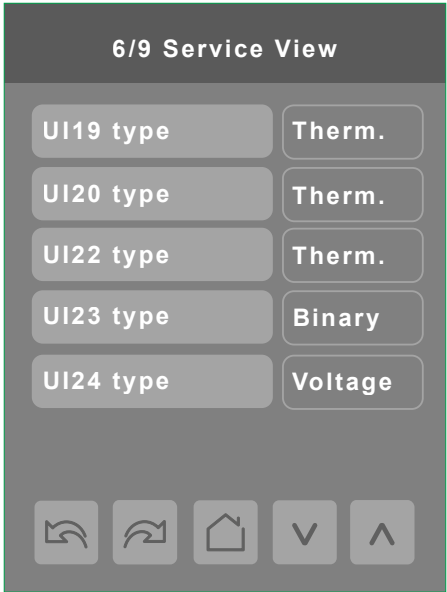 6/9 Service View
UI19 type Therm.
UI20 type Therm.
UI22 type Therm.
UI23 type Binary
UI24 type Voltage